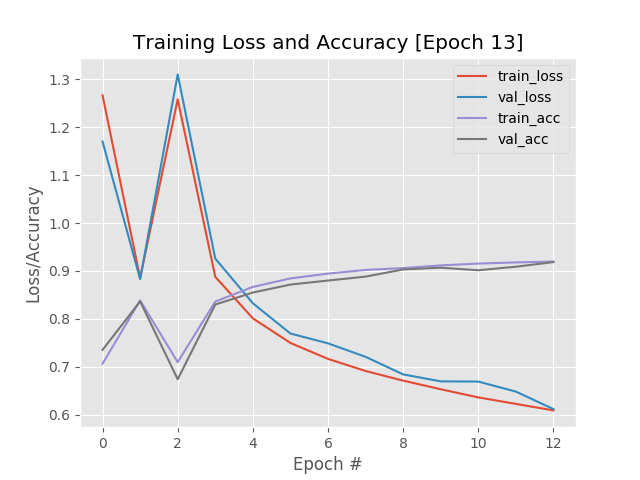 Training Loss and Accuracy [Epoch 13]
train_loss
val_loss
train_acc
val_acc
Loss/Accuracy
1.3
1.2
1.1
1.0
0.9
0.8
0.7
0.6
0 2 4 6 8 10 12
Epoch #